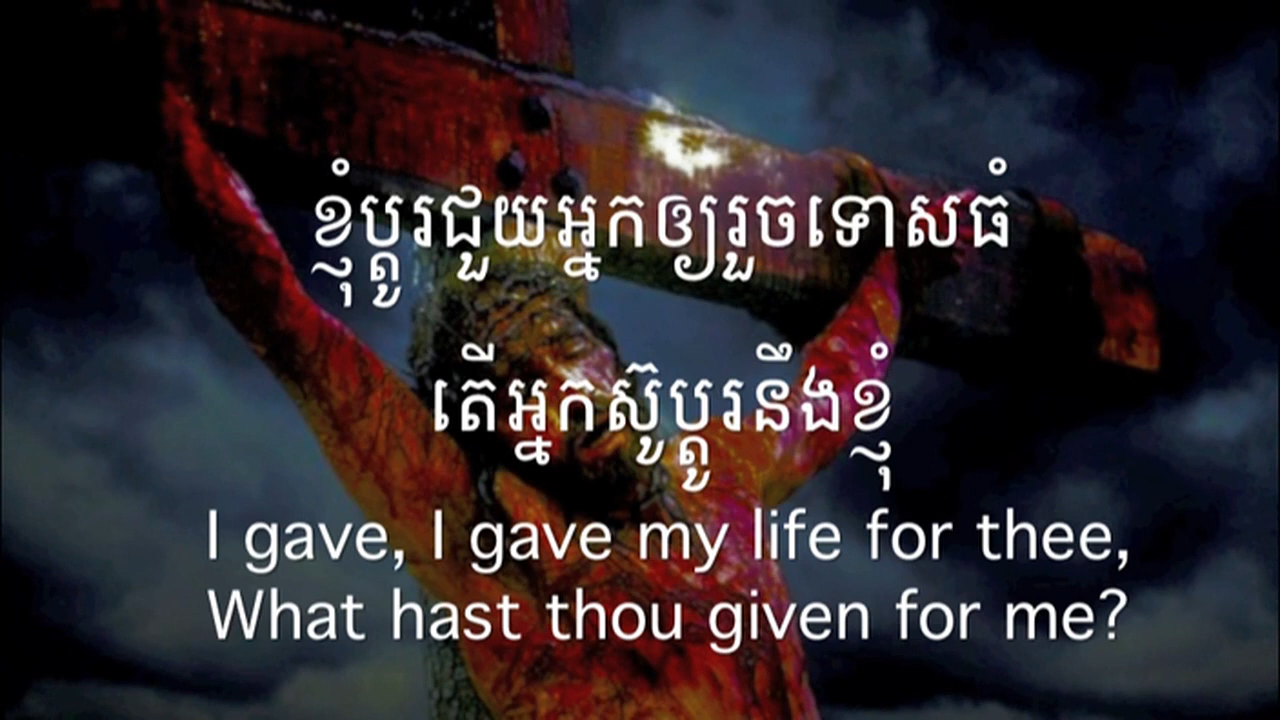 ខ្ញុំប្ដូរជួយអ្នកឲ្យរួចទោសធំ
តើអ្នកស៊ូប្ដូរនឹងខ្ញុំ
I gave, I gave my life for thee,
What hast thou given for me?